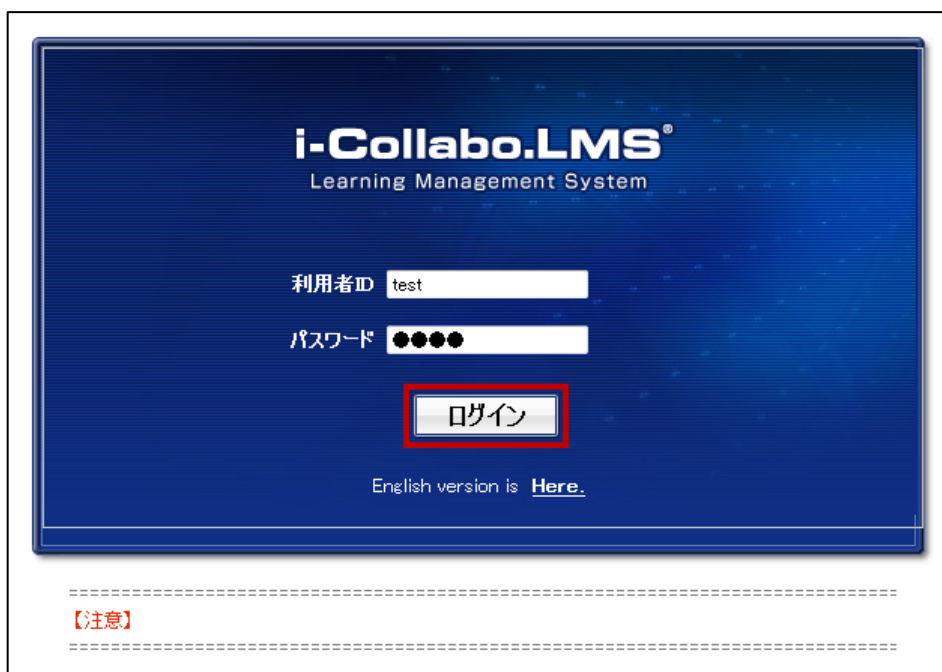 i-Collabo.LMS®
Learning Management System
利用者ID test
パスワード ●●●●
ログイン
English version is Here.
==============================================================================
【注意】
==============================================================================